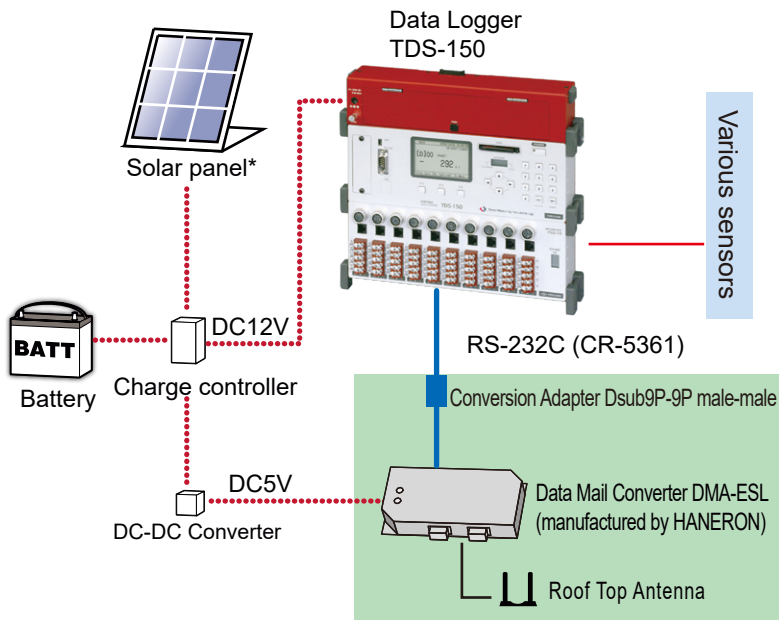 Data Logger
TDS-150
Solar panel*
Various sensors
TDS-150
DC12V
BATT
Battery
Charge controller
RS-232C (CR-5361)
Conversion Adapter Dsub9P-9P male-male
DC5V
DC-DC Converter
Data Mail Converter DMA-ESL
(manufactured by HANERON)
Roof Top Antenna